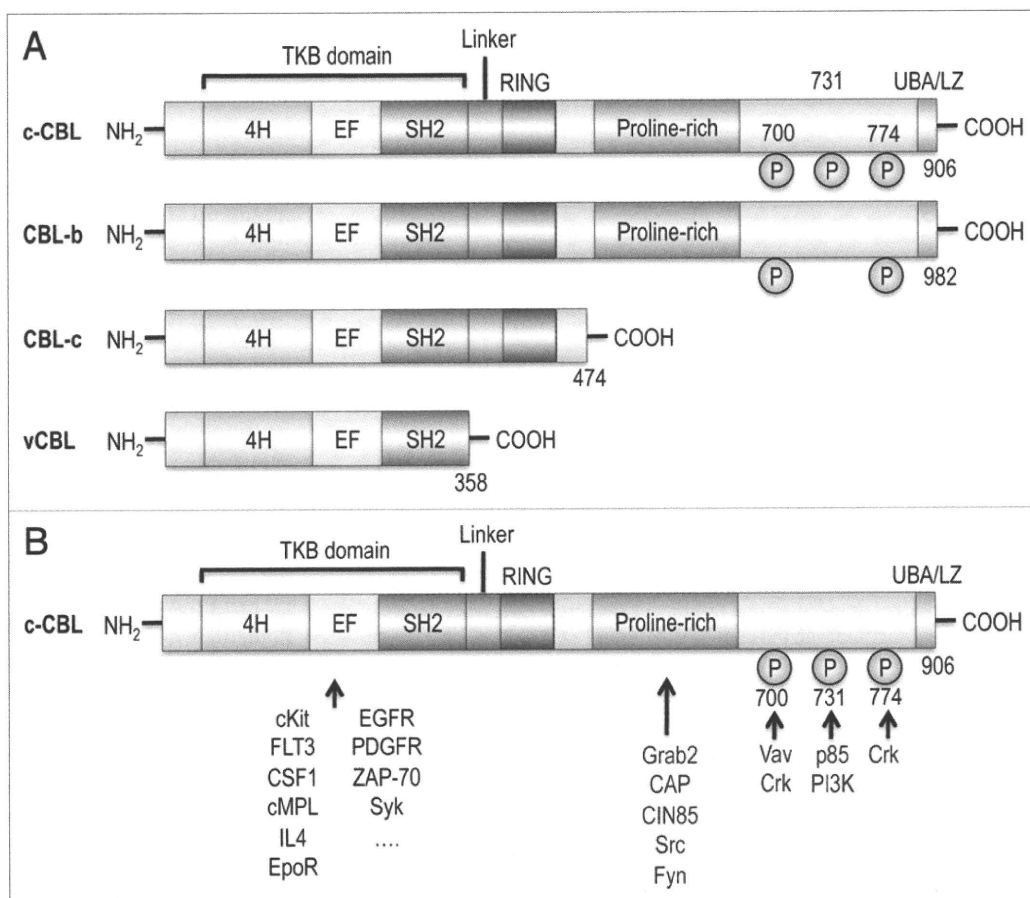 A
Linker
TKB domain
RING
731
UBA/LZ
c-CBL NH₂ 4H EF SH2 Proline-rich 700 774 COOH
P P P 906
CBL-b NH₂ 4H EF SH2 Proline-rich COOH
P P 982
CBL-c NH₂ 4H EF SH2 COOH
474
vCBL NH₂ 4H EF SH2 COOH
358
B
Linker
TKB domain
RING
UBA/LZ
c-CBL NH₂ 4H EF SH2 Proline-rich COOH
P P P 906
700 731 774
cKit EGFR
FLT3 PDGFR
CSF1 ZAP-70
cMPL Syk
IL4 ....
EpoR
Grab2
CAP
CIN85
Src
Fyn
Vav p85 Crk
Crk PI3K